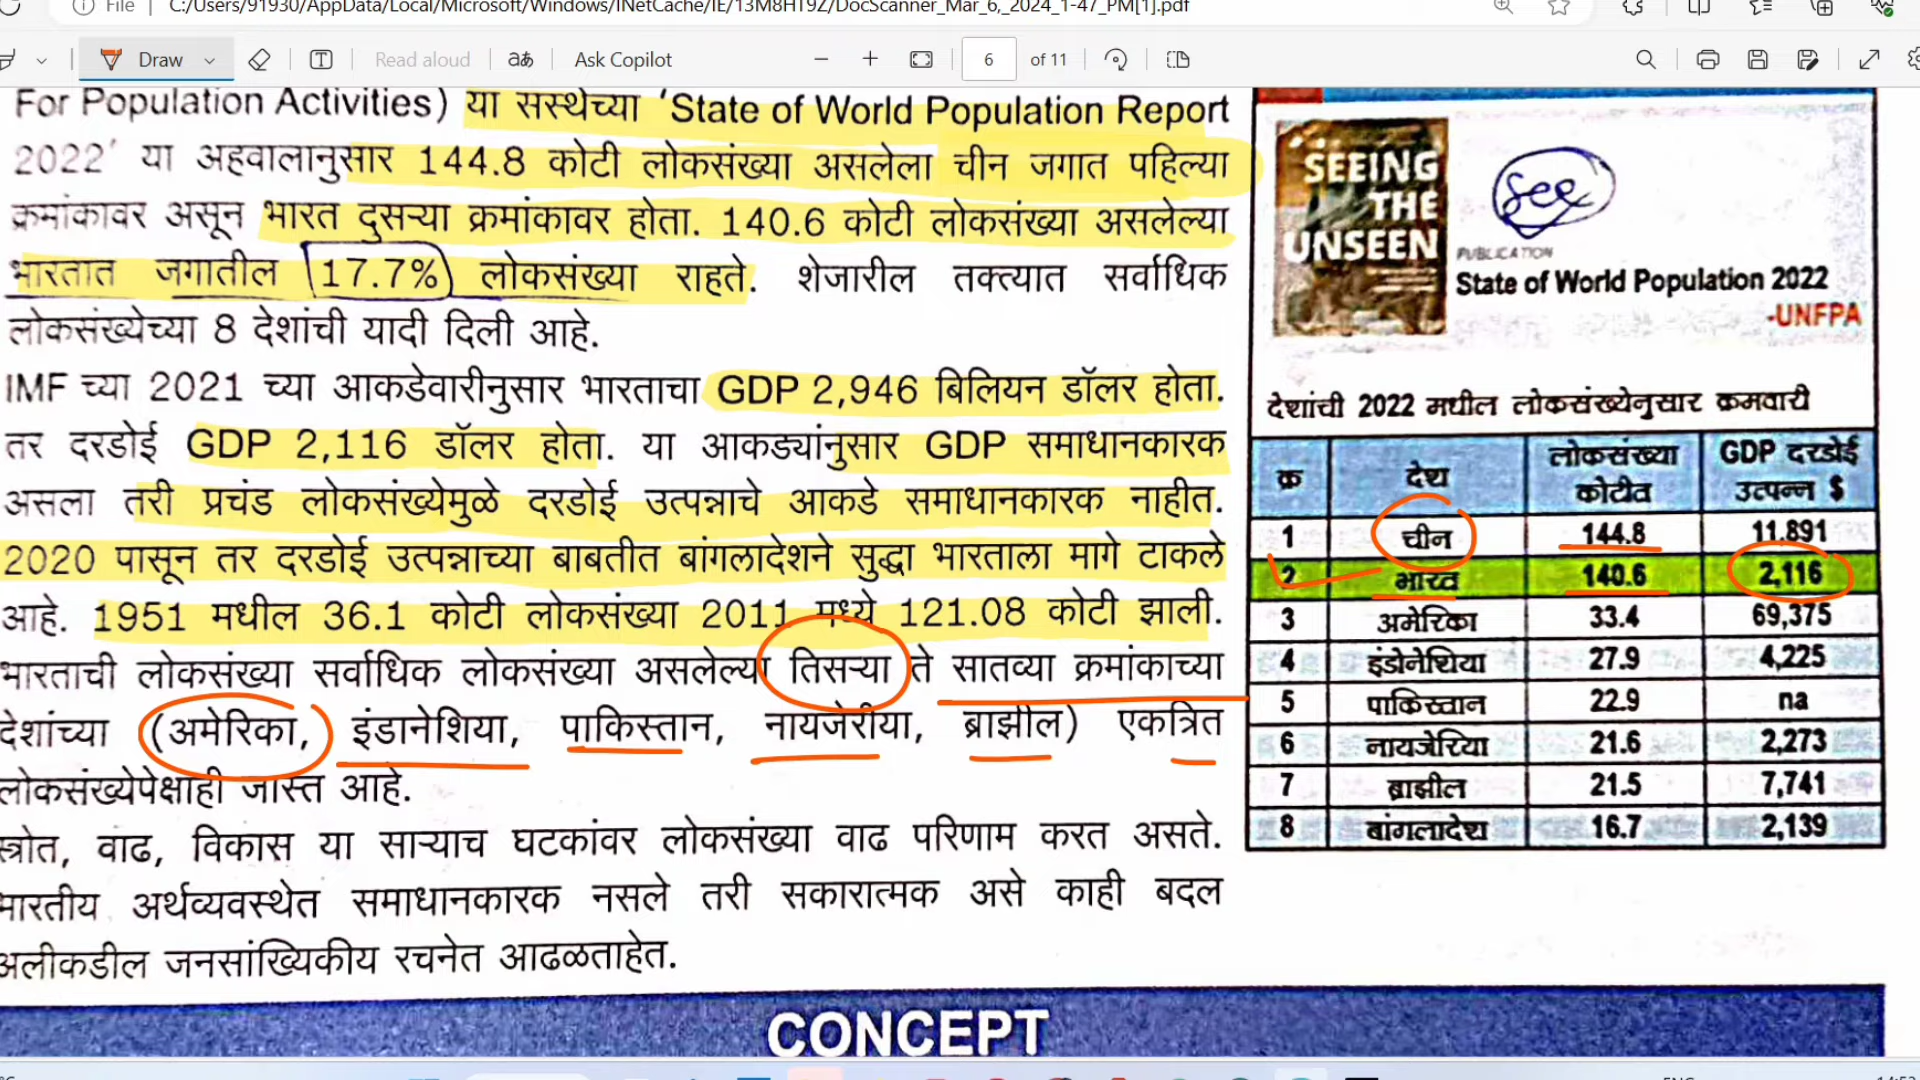 File C:/Users/91930/AppData/Local/Microsoft/Windows/INetCache/IE/13M8HT9Z/DocScanner_Mar_6,_2024_1-47_PM[1].pdf
Draw Read aloud aあ Ask Copilot 6 of 11
For Population Activities) या सस्थेच्या ‘State of World Population Report
2022’ या अहवालानुसार 144.8 कोटी लोकसंख्या असलेला चीन जगात पहिल्या
क्रमांकावर असून भारत दुसऱ्या क्रमांकावर होता. 140.6 कोटी लोकसंख्या असलेल्या
भारतात जगातील 17.7% लोकसंख्या राहते. शेजारील तक्त्यात सर्वाधिक
लोकसंख्येच्या 8 देशांची यादी दिली आहे.
IMF च्या 2021 च्या आकडेवारीनुसार भारताचा GDP 2,946 बिलियन डॉलर होता.
तर दरडोई GDP 2,116 डॉलर होता. या आकड्यांनुसार GDP समाधानकारक
असला तरी प्रचंड लोकसंख्येमुळे दरडोई उत्पन्नाचे आकडे समाधानकारक नाहीत.
2020 पासून तर दरडोई उत्पन्नाच्या बाबतीत बांगलादेशने सुद्धा भारताला मागे टाकले
आहे. 1951 मधील 36.1 कोटी लोकसंख्या 2011 मध्ये 121.08 कोटी झाली.
भारताची लोकसंख्या सर्वाधिक लोकसंख्या असलेल्या तिसऱ्या ते सातव्या क्रमांकाच्या
देशांच्या (अमेरिका, इंडानेशिया, पाकिस्तान, नायजेरीया, ब्राझील) एकत्रित
लोकसंख्येपेक्षाही जास्त आहे.
स्त्रोत, वाढ, विकास या साऱ्याच घटकांवर लोकसंख्या वाढ परिणाम करत असते.
भारतीय अर्थव्यवस्थेत समाधानकारक नसले तरी सकारात्मक असे काही बदल
अलीकडील जनसांख्यिकीय रचनेत आढळताहेत.
SEEING
THE
UNSEEN
See
PUBLICATION
State of World Population 2022
-UNFPA
देशांची 2022 मधील लोकसंख्येनुसार क्रमवारी
क्र देश लोकसंख्या कोटीत GDP दरडोई उत्पन्न $
1 चीन 144.8 11.891
2 भारत 140.6 2,116
3 अमेरिका 33.4 69,375
4 इंडोनेशिया 27.9 4,225
5 पाकिस्तान 22.9 na
6 नायजेरिया 21.6 2,273
7 ब्राझील 21.5 7,741
8 बांगलादेश 16.7 2,139
CONCEPT